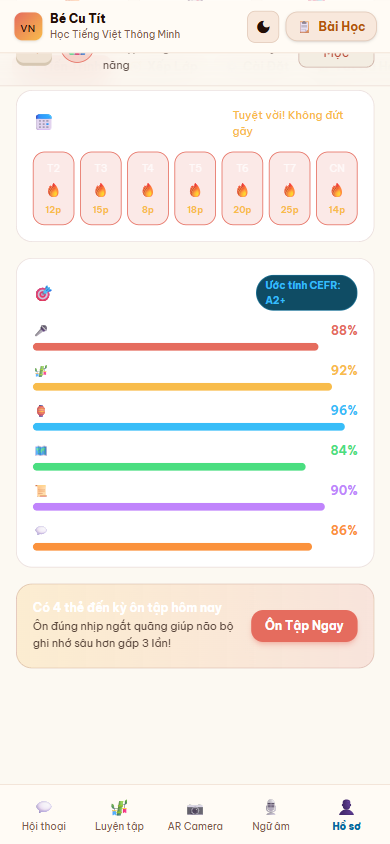 VN
Bé Cu Tít
Học Tiếng Việt Thông Minh
Bài Học
năng
Tuyệt vời! Không đứt
gãy
T2 T3 T4 T5 T6 T7 CN
12p 15p 8p 18p 20p 25p 14p
Ước tính CEFR:
A2+
88%
92%
96%
84%
90%
86%
Có 4 thẻ đến kỳ ôn tập hôm nay
Ôn đúng nhịp ngắt quãng giúp não bộ
ghi nhớ sâu hơn gấp 3 lần!
Ôn Tập Ngay
Hội thoại Luyện tập AR Camera Ngữ âm Hồ sơ